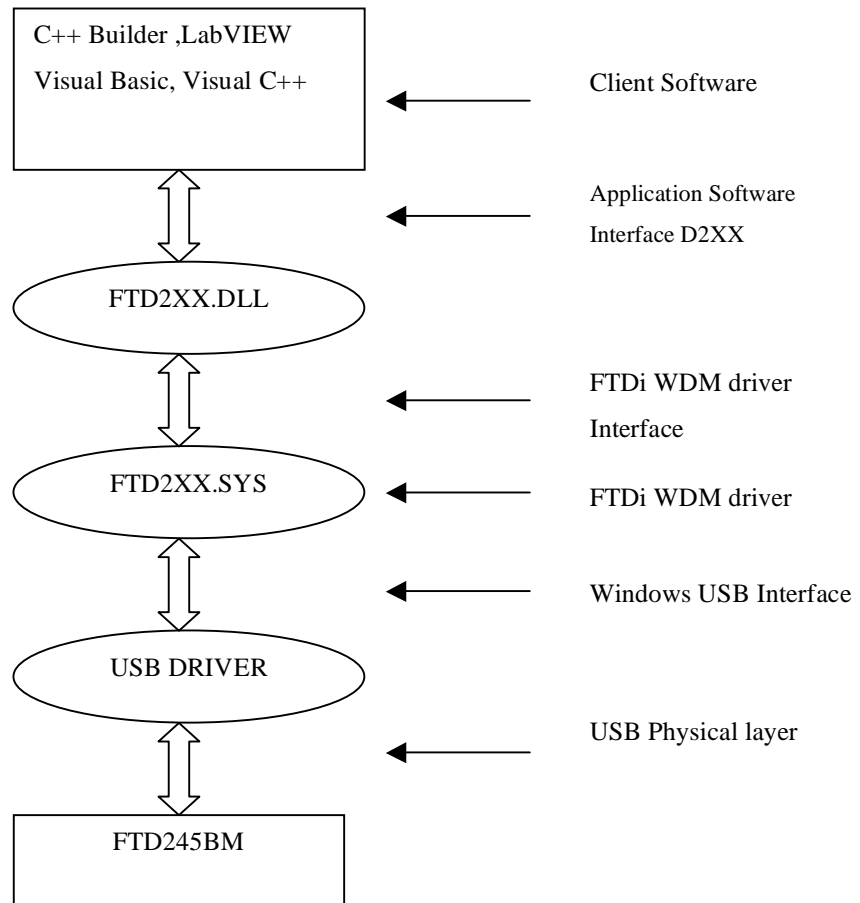 C++ Builder ,LabVIEW
Visual Basic, Visual C++
Client Software
Application Software
Interface D2XX
FTD2XX.DLL
FTDi WDM driver
Interface
FTD2XX.SYS
FTDi WDM driver
Windows USB Interface
USB DRIVER
USB Physical layer
FTD245BM